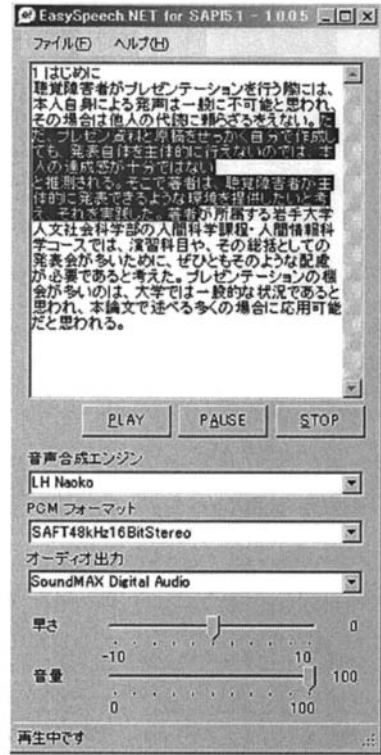 EasySpeech NET for SAPI5.1 - 1.0.0.5
ファイル(F) ヘルプ(H)
1 はじめに
聴覚障害者がプレゼンテーションを行う際には、
本人自身による発声は一般に不可能と思われ、
その場合は他人の代読に頼らざるをえない。た
だ、プレゼン資料と原稿をせっかく自分で作成し
ても、発表自体を主体的に行えないのでは、本
人の達成感が十分ではない
と推測される。そこで著者は、聴覚障害者が主
体的に発表できるような環境を提供したいと考
え、それを実践した。著者が所属する岩手大学
人文社会科学部の人間科学課程・人間情報科
学コースでは、演習科目や、その総括としての
発表会が多いために、ぜひともそのような配慮
が必要であると考えた。プレゼンテーションの機
会が多いのは、大学では一般的な状況であると
思われ、本論文で述べる多くの場合に応用可能
だと思われる。
PLAY PAUSE STOP
音声合成エンジン
LH Naoko
PCM フォーマット
SAFT48kHz16BitStereo
オーディオ出力
SoundMAX Digital Audio
早さ 0
-10 10
音量 100
0 100
再生中です